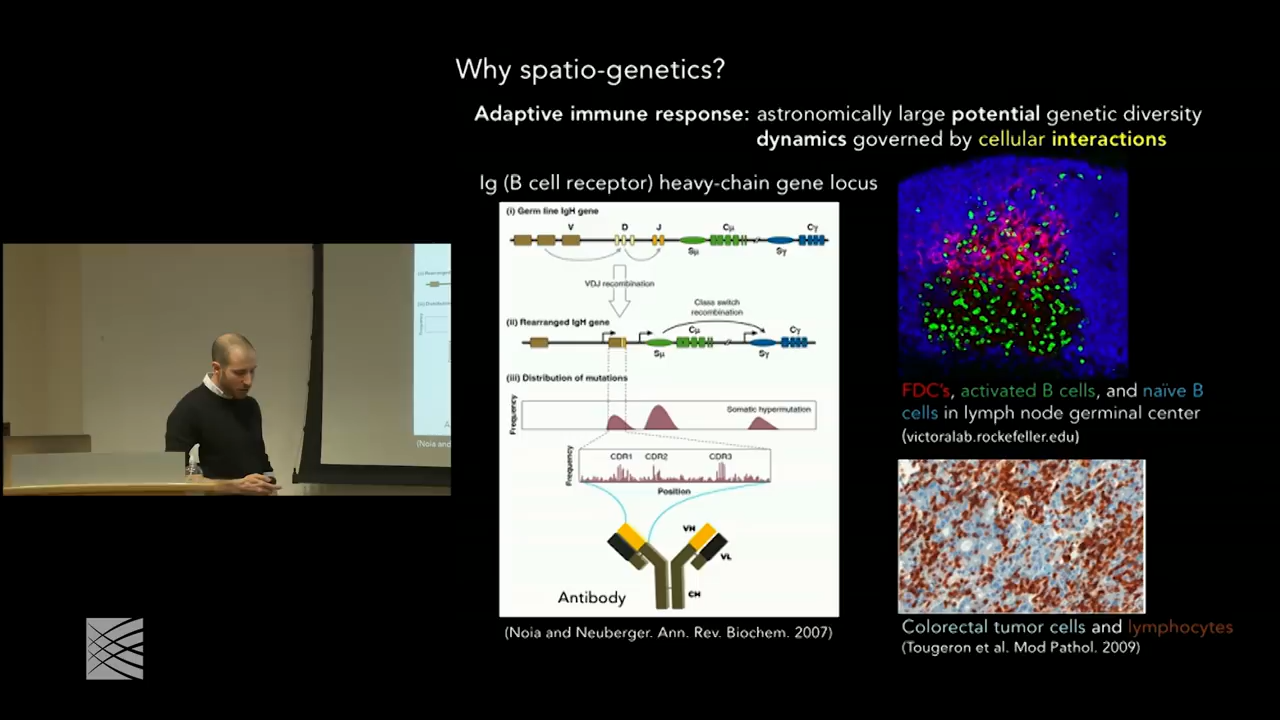 Why spatio-genetics?
Adaptive immune response: astronomically large potential genetic diversity
dynamics governed by cellular interactions
Ig (B cell receptor) heavy-chain gene locus
(i) Germ line IgH gene
V D J Cμ Cγ
Sμ Sγ
VDJ recombination
Class switch
recombination
(ii) Rearranged IgH gene
Cμ Cγ
Sμ Sγ
(iii) Distribution of mutations
Frequency
Somatic hypermutation
Frequency
CDR1 CDR2 CDR3
Position
VH
VL
CH
Antibody
(Noia and Neuberger. Ann. Rev. Biochem. 2007)
FDC's, activated B cells, and naïve B
cells in lymph node germinal center
(victoralab.rockefeller.edu)
Colorectal tumor cells and lymphocytes
(Tougeron et al. Mod Pathol. 2009)
(Noia and